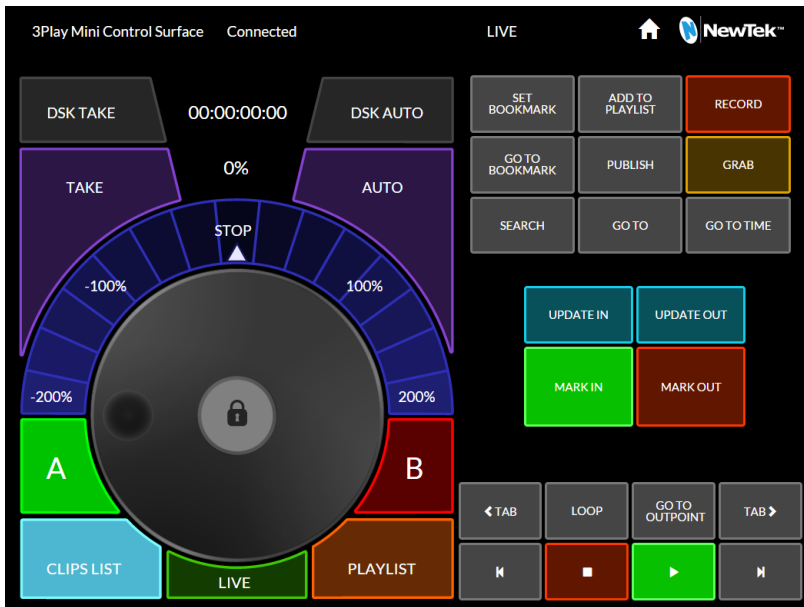 3Play Mini Control Surface Connected LIVE NewTek™
DSK TAKE 00:00:00:00 DSK AUTO
TAKE 0% AUTO
STOP
-100% 100%
-200% 200%
A B
CLIPS LIST LIVE PLAYLIST
SET
BOOKMARK
ADD TO
PLAYLIST
RECORD
GO TO
BOOKMARK
PUBLISH
GRAB
SEARCH
GO TO
GO TO TIME
UPDATE IN
UPDATE OUT
MARK IN
MARK OUT
TAB
LOOP
GO TO
OUTPOINT
TAB